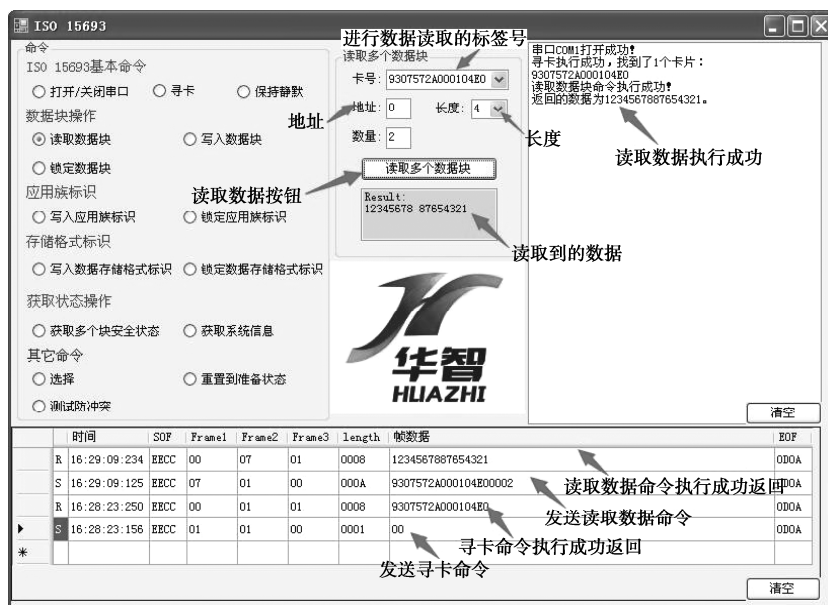 ISO 15693
命令
ISO 15693基本命令
打开/关闭串口 寻卡 保持静默
数据块操作
读取数据块 写入数据块
锁定数据块
应用族标识
写入应用族标识 锁定应用族标识
存储格式标识
写入数据存储格式标识 锁定数据存储格式标识
获取状态操作
获取多个块安全状态 获取系统信息
其它命令
选择 重置到准备状态
测试防冲突
进行数据读取的标签号
读取多个数据块
卡号: 9307572A000104E0
地址: 0 长度: 4
地址
长度
数量: 2
读取多个数据块
读取数据按钮
Result:
12345678 87654321
读取到的数据
华智
HUAZHI
串口COM1打开成功!
寻卡执行成功,找到了1个卡片:
9307572A000104E0
读取数据块命令执行成功!
返回的数据为1234567887654321。
读取数据执行成功
清空
时间 SOF Frame1 Frame2 Frame3 length 帧数据 EOF
R 16:29:09:234 EECC 00 07 01 0008 1234567887654321 0D0A
读取数据命令执行成功返回
S 16:29:09:125 EECC 07 01 00 000A 9307572A000104E00002 0D0A
发送读取数据命令
R 16:28:23:250 EECC 00 01 01 0008 9307572A000104E0 0D0A
寻卡命令执行成功返回
S 16:28:23:156 EECC 01 01 00 0001 00 0D0A
发送寻卡命令
清空